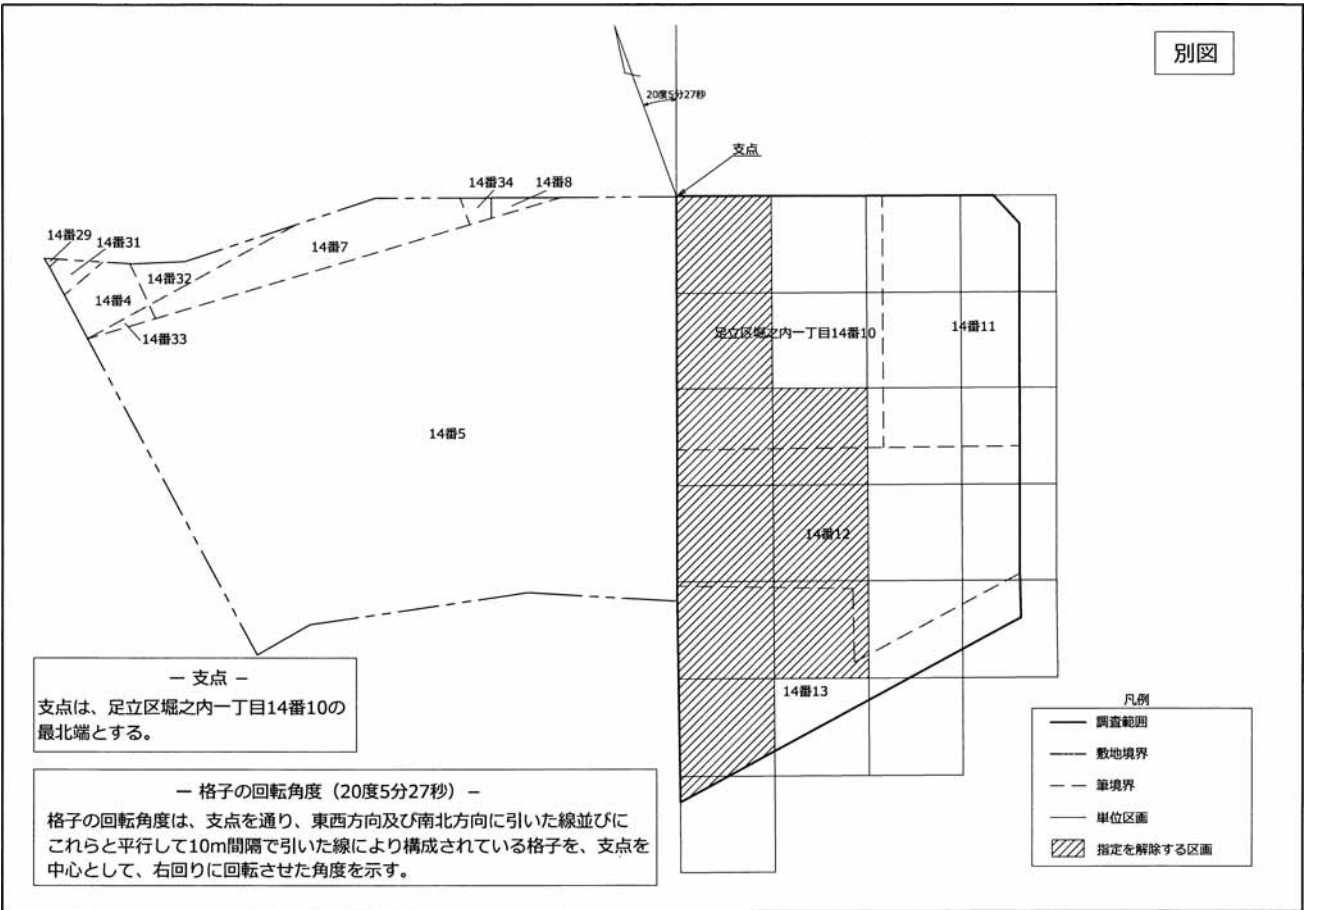 別図
20度5分27秒
支点
14番34
14番8
14番29
14番31
14番7
14番32
14番4
14番33
足立区堀之内一丁目14番10
14番11
14番5
14番12
14番13
― 支点 ―
支点は、足立区堀之内一丁目14番10の
最北端とする。
― 格子の回転角度（20度5分27秒）―
格子の回転角度は、支点を通り、東西方向及び南北方向に引いた線並びに
これらと平行して10m間隔で引いた線により構成されている格子を、支点を
中心として、右回りに回転させた角度を示す。
凡例
調査範囲
敷地境界
筆境界
単位区画
指定を解除する区画